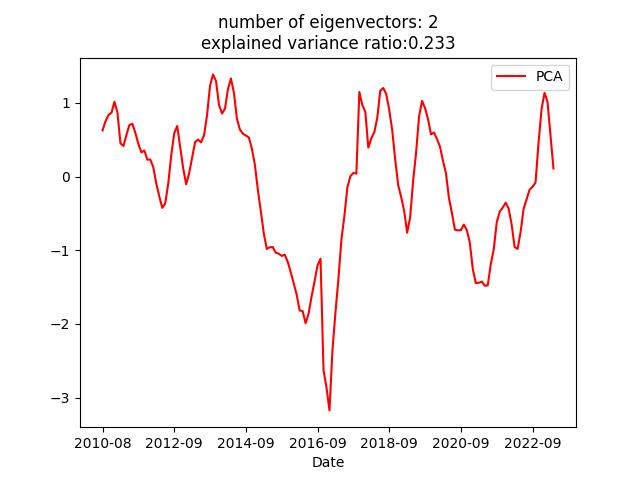 number of eigenvectors: 2
explained variance ratio:0.233
PCA
1
0
−1
−2
−3
2010-08 2012-09 2014-09 2016-09 2018-09 2020-09 2022-09
Date